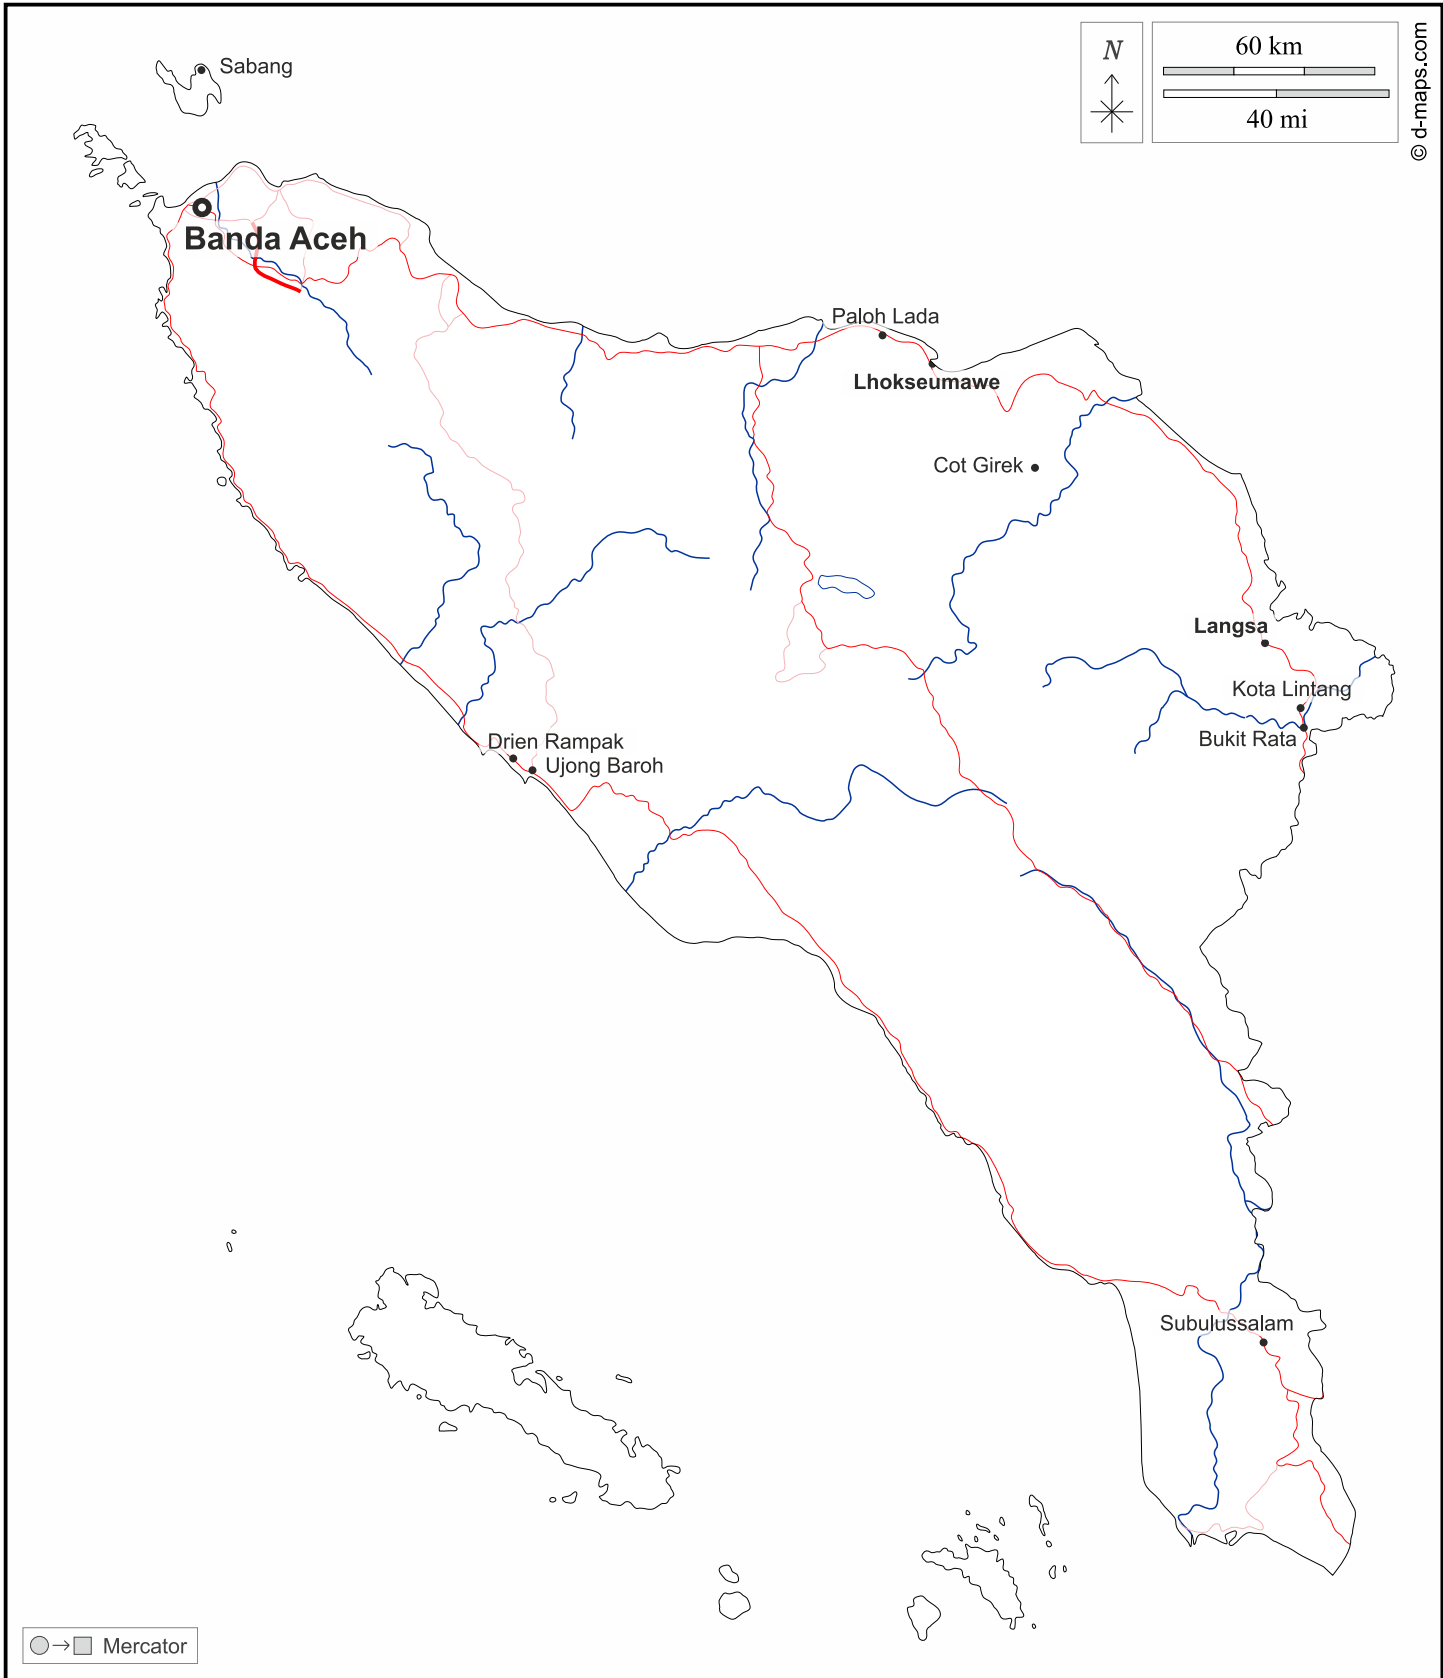 Sabang
N
60 km
40 mi
© d-maps.com
Banda Aceh
Paloh Lada
Lhokseumawe
Cot Girek
Langsa
Kota Lintang
Bukit Rata
Drien Rampak
Ujong Baroh
Subulussalam
Mercator